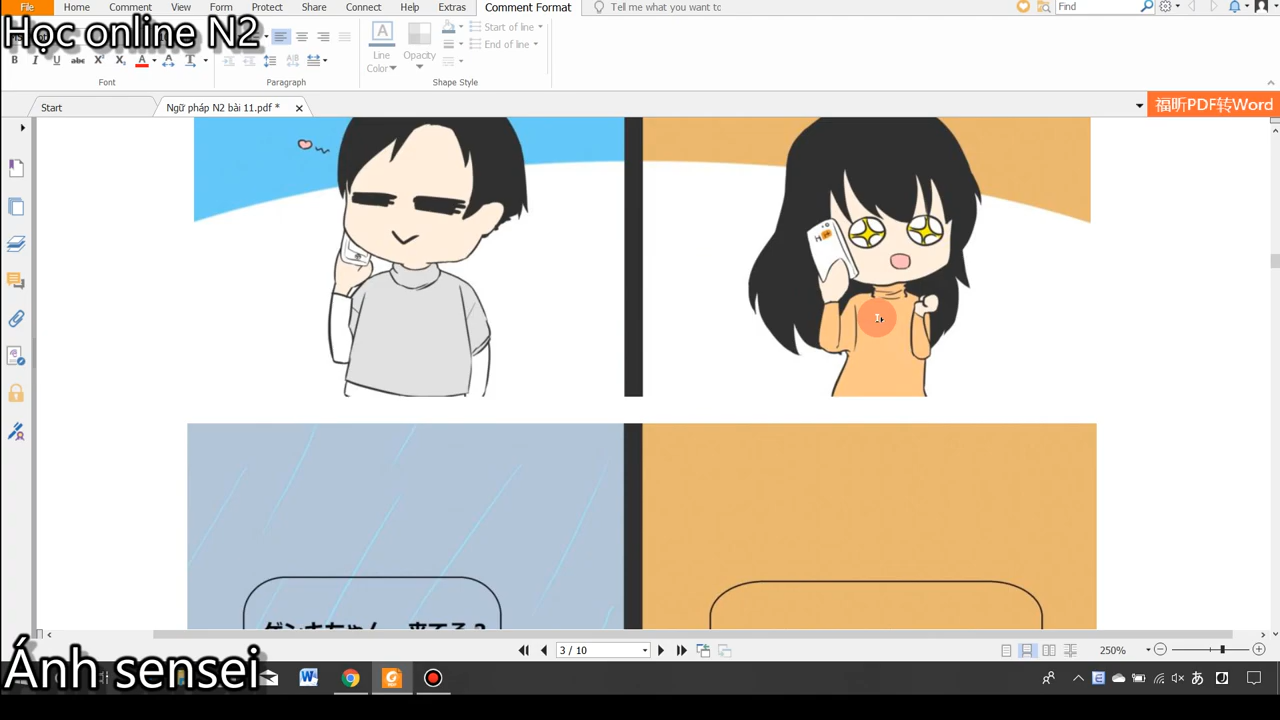 File Home Comment View Form Protect Share Connect Help Extras Comment Format Tell me what you want to Find
Học online N2
Line
Color
Opacity
Start of line
End of line
Font Paragraph Shape Style
Start Ngữ pháp N2 bài 11.pdf * 福昕PDF转Word
3 / 10 250%
Ánh sensei